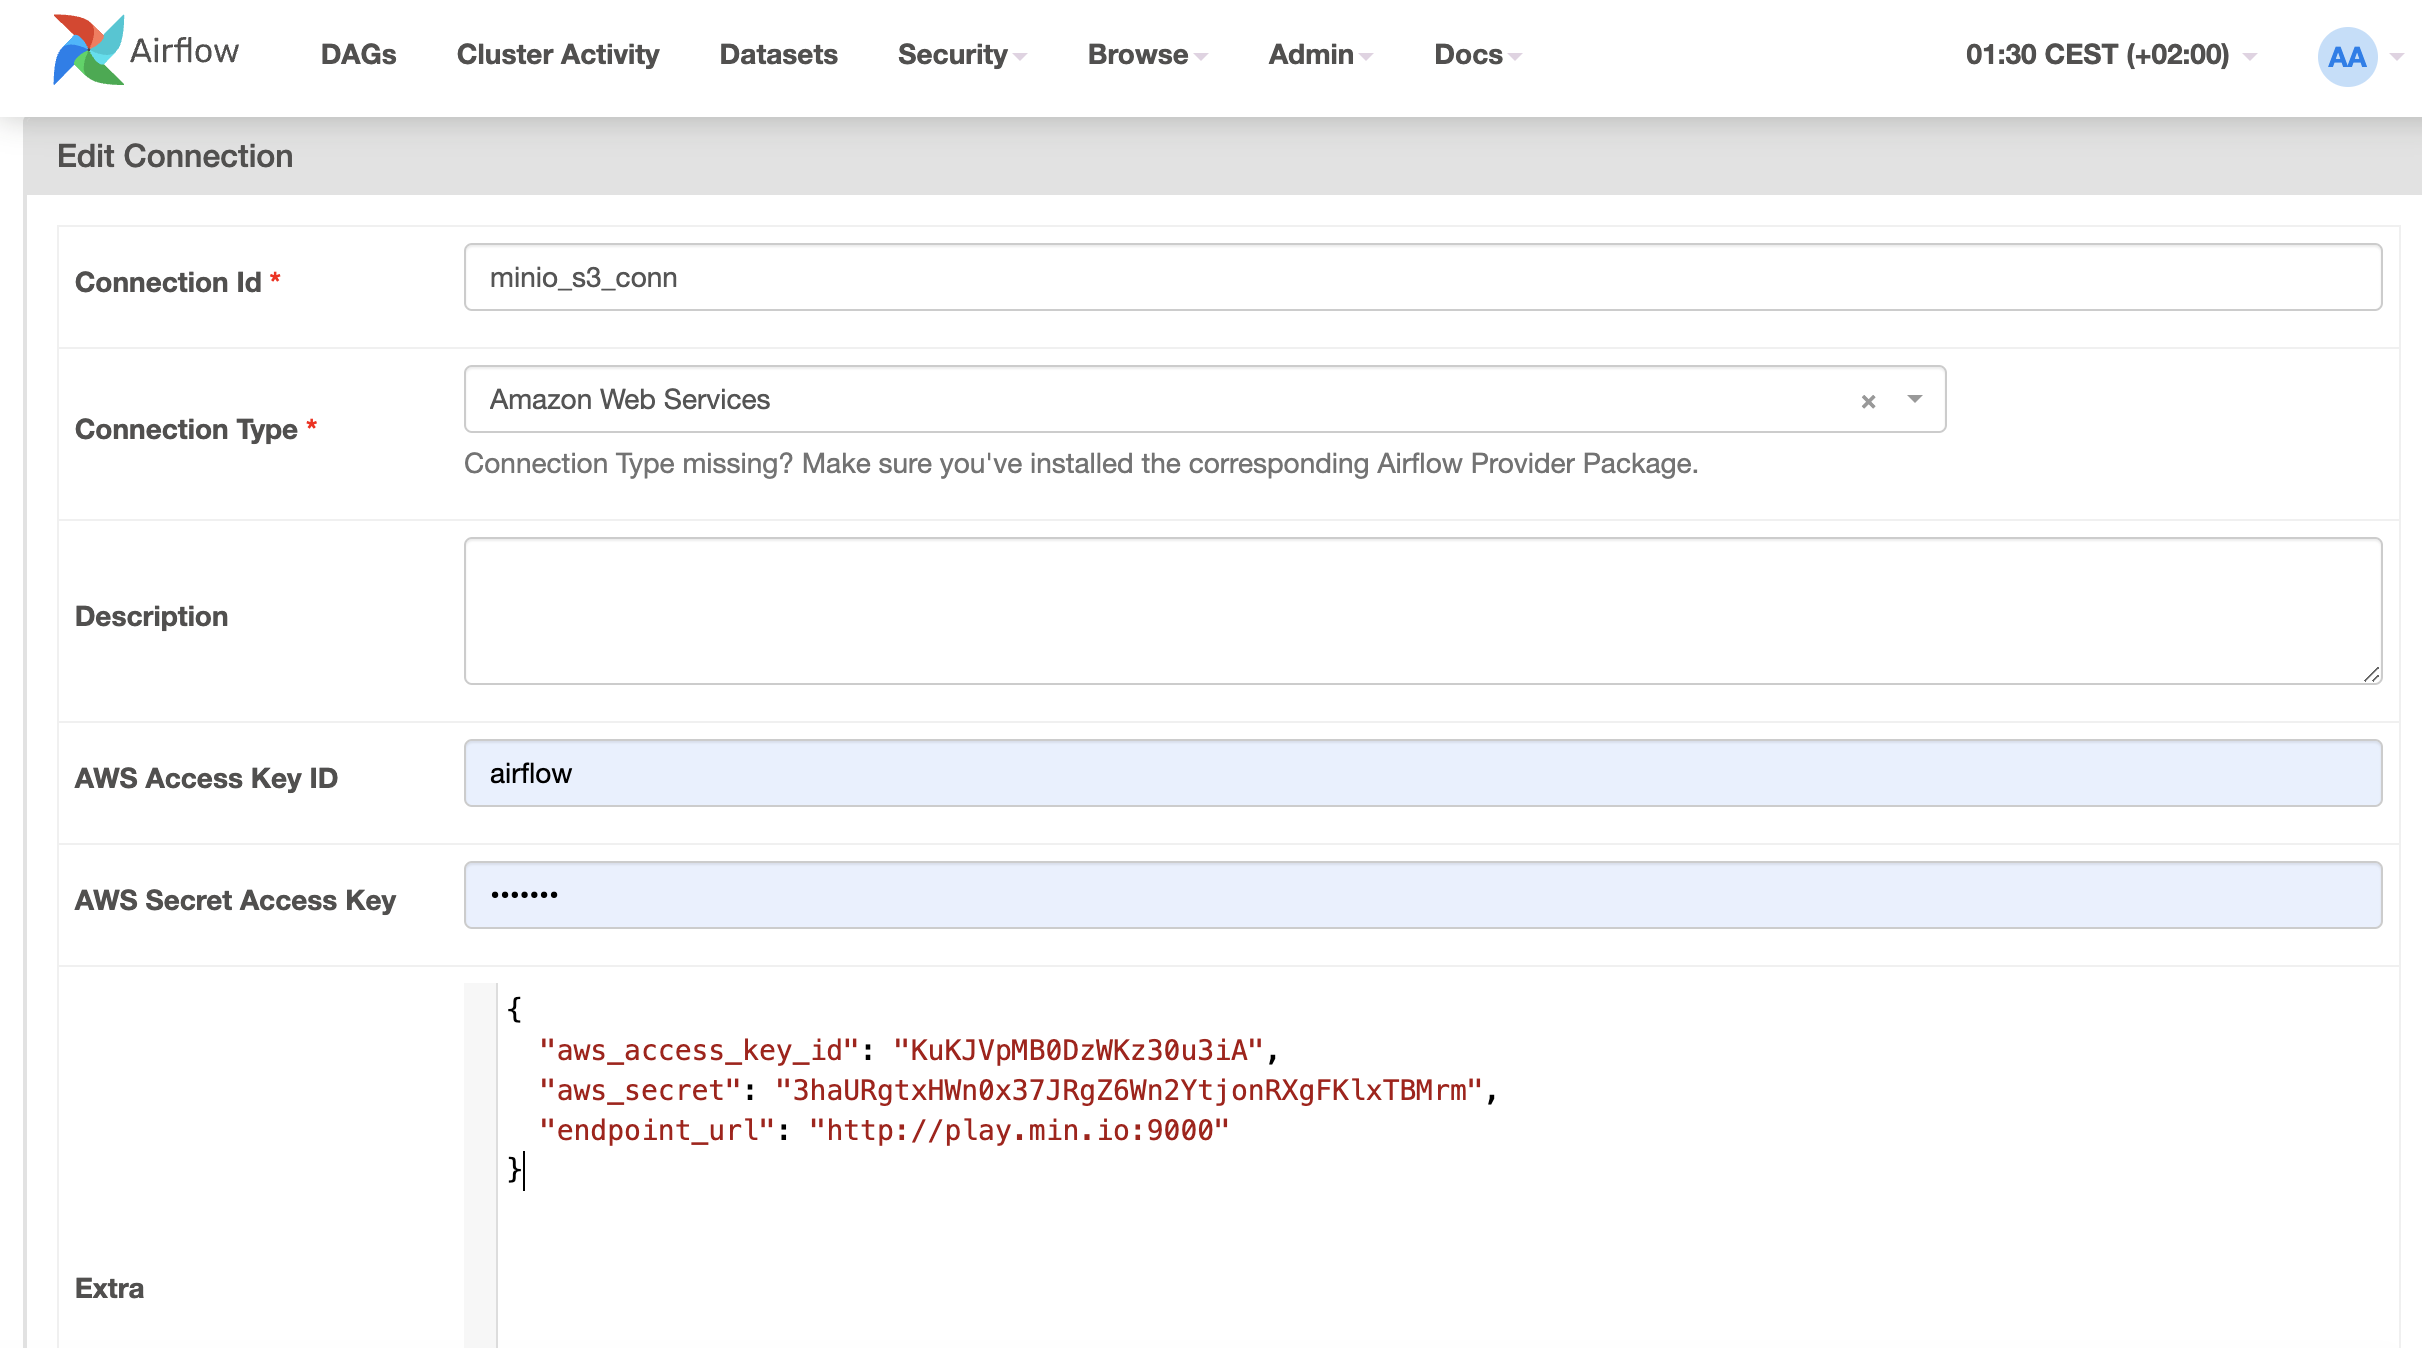 Airflow DAGs Cluster Activity Datasets Security Browse Admin Docs 01:30 CEST (+02:00) AA
Edit Connection
Connection Id * minio_s3_conn
Connection Type * Amazon Web Services ×
Connection Type missing? Make sure you've installed the corresponding Airflow Provider Package.
Description
AWS Access Key ID airflow
AWS Secret Access Key •••••••
{
"aws_access_key_id": "KuKJVpMB0DzWKz30u3iA",
"aws_secret": "3haURgtxHWn0x37JRgZ6Wn2YtjonRXgFKlxTBMrm",
"endpoint_url": "http://play.min.io:9000"
}
Extra